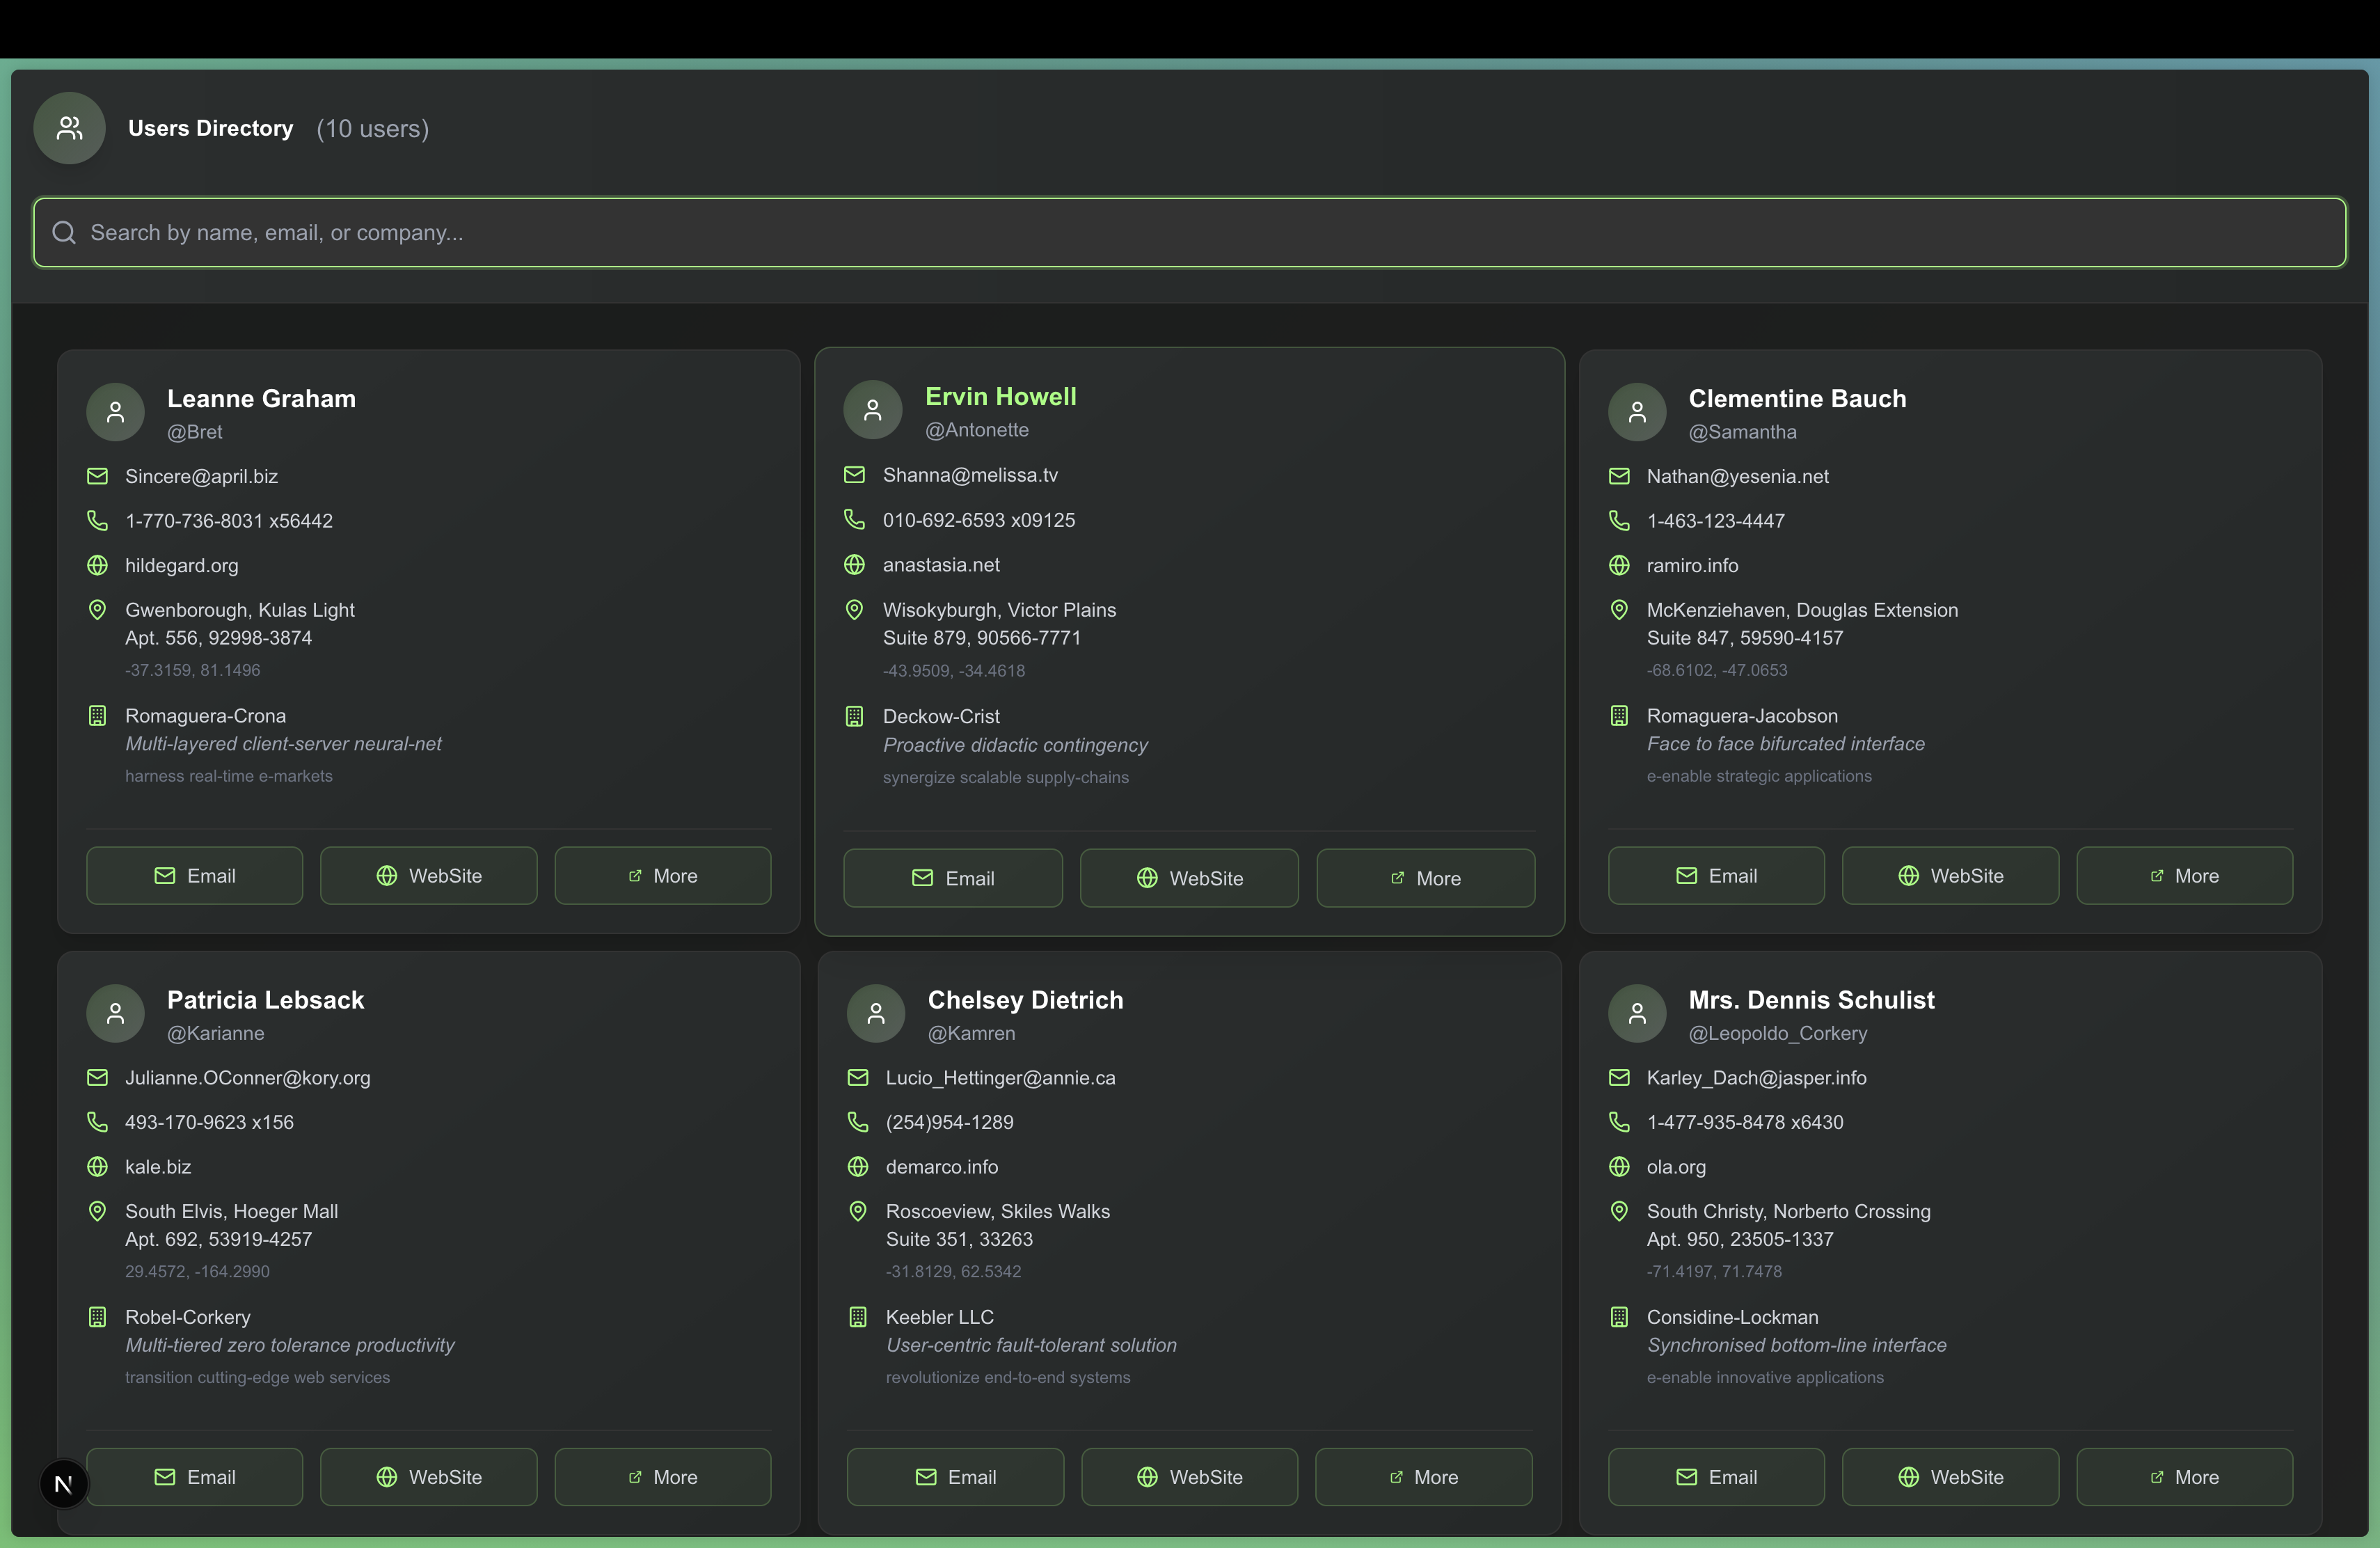 Users Directory (10 users)
Search by name, email, or company...
Leanne Graham
@Bret
Sincere@april.biz
1-770-736-8031 x56442
hildegard.org
Gwenborough, Kulas Light
Apt. 556, 92998-3874
-37.3159, 81.1496
Romaguera-Crona
Multi-layered client-server neural-net
harness real-time e-markets
Email WebSite More
Ervin Howell
@Antonette
Shanna@melissa.tv
010-692-6593 x09125
anastasia.net
Wisokyburgh, Victor Plains
Suite 879, 90566-7771
-43.9509, -34.4618
Deckow-Crist
Proactive didactic contingency
synergize scalable supply-chains
Email WebSite More
Clementine Bauch
@Samantha
Nathan@yesenia.net
1-463-123-4447
ramiro.info
McKenziehaven, Douglas Extension
Suite 847, 59590-4157
-68.6102, -47.0653
Romaguera-Jacobson
Face to face bifurcated interface
e-enable strategic applications
Email WebSite More
Patricia Lebsack
@Karianne
Julianne.OConner@kory.org
493-170-9623 x156
kale.biz
South Elvis, Hoeger Mall
Apt. 692, 53919-4257
29.4572, -164.2990
Robel-Corkery
Multi-tiered zero tolerance productivity
transition cutting-edge web services
Email WebSite More
Chelsey Dietrich
@Kamren
Lucio_Hettinger@annie.ca
(254)954-1289
demarco.info
Roscoeview, Skiles Walks
Suite 351, 33263
-31.8129, 62.5342
Keebler LLC
User-centric fault-tolerant solution
revolutionize end-to-end systems
Email WebSite More
Mrs. Dennis Schulist
@Leopoldo_Corkery
Karley_Dach@jasper.info
1-477-935-8478 x6430
ola.org
South Christy, Norberto Crossing
Apt. 950, 23505-1337
-71.4197, 71.7478
Considine-Lockman
Synchronised bottom-line interface
e-enable innovative applications
Email WebSite More
N